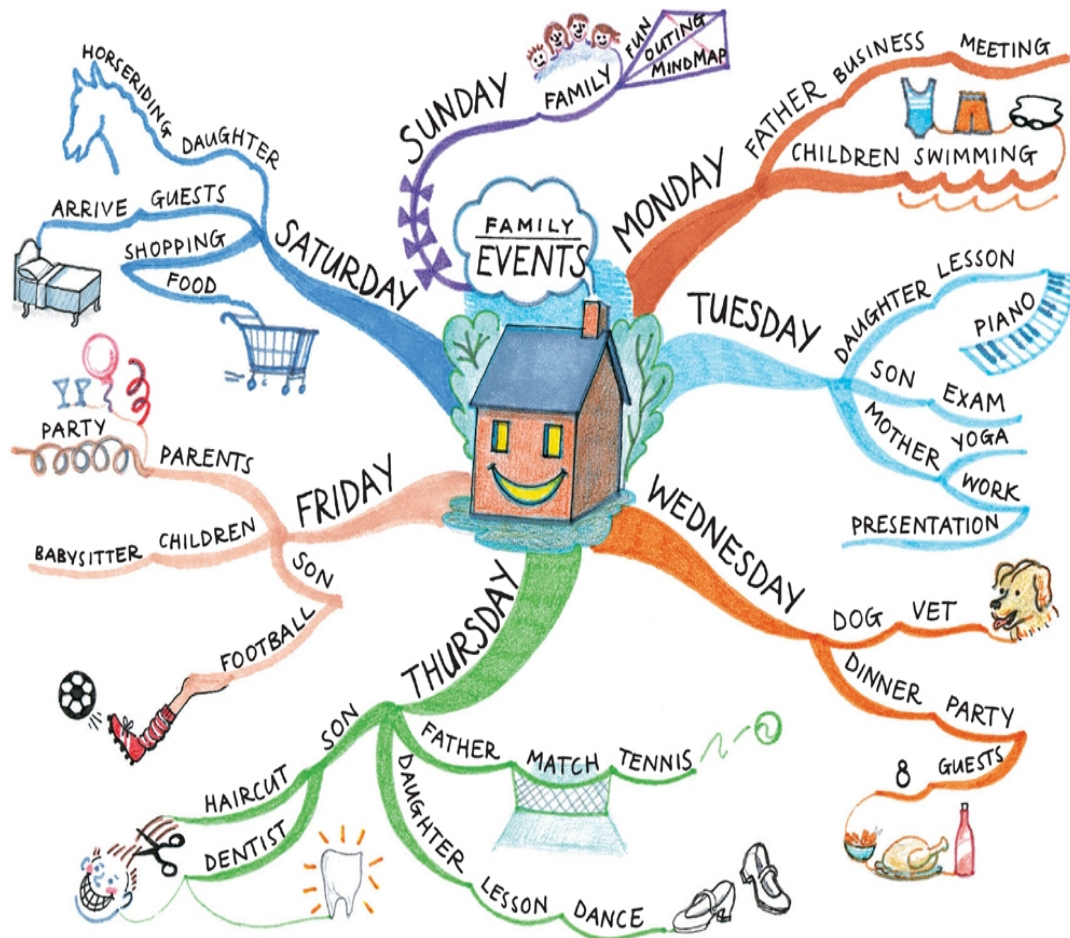 FAMILY
EVENTS
MONDAY
FATHER
BUSINESS
MEETING
CHILDREN
SWIMMING
TUESDAY
DAUGHTER
LESSON
PIANO
SON
EXAM
MOTHER
YOGA
WORK
PRESENTATION
WEDNESDAY
DOG
VET
DINNER
PARTY
8
GUESTS
THURSDAY
FATHER
MATCH
TENNIS
DAUGHTER
LESSON
DANCE
SON
HAIRCUT
DENTIST
FRIDAY
PARENTS
PARTY
CHILDREN
BABYSITTER
SON
FOOTBALL
SATURDAY
DAUGHTER
HORSERIDING
GUESTS
ARRIVE
SHOPPING
FOOD
SUNDAY
FAMILY
FUN
OUTING
MINDMAP